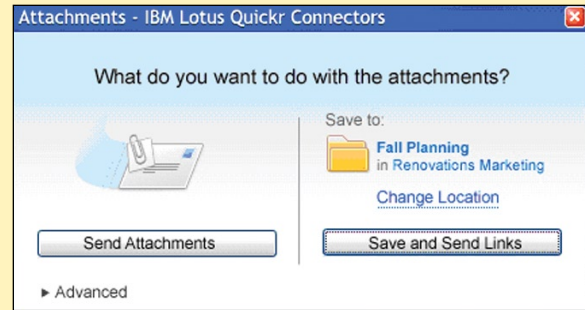 Attachments - IBM Lotus Quickr Connectors
What do you want to do with the attachments?
Save to:
Fall Planning
in Renovations Marketing
Change Location
Send Attachments
Save and Send Links
Advanced